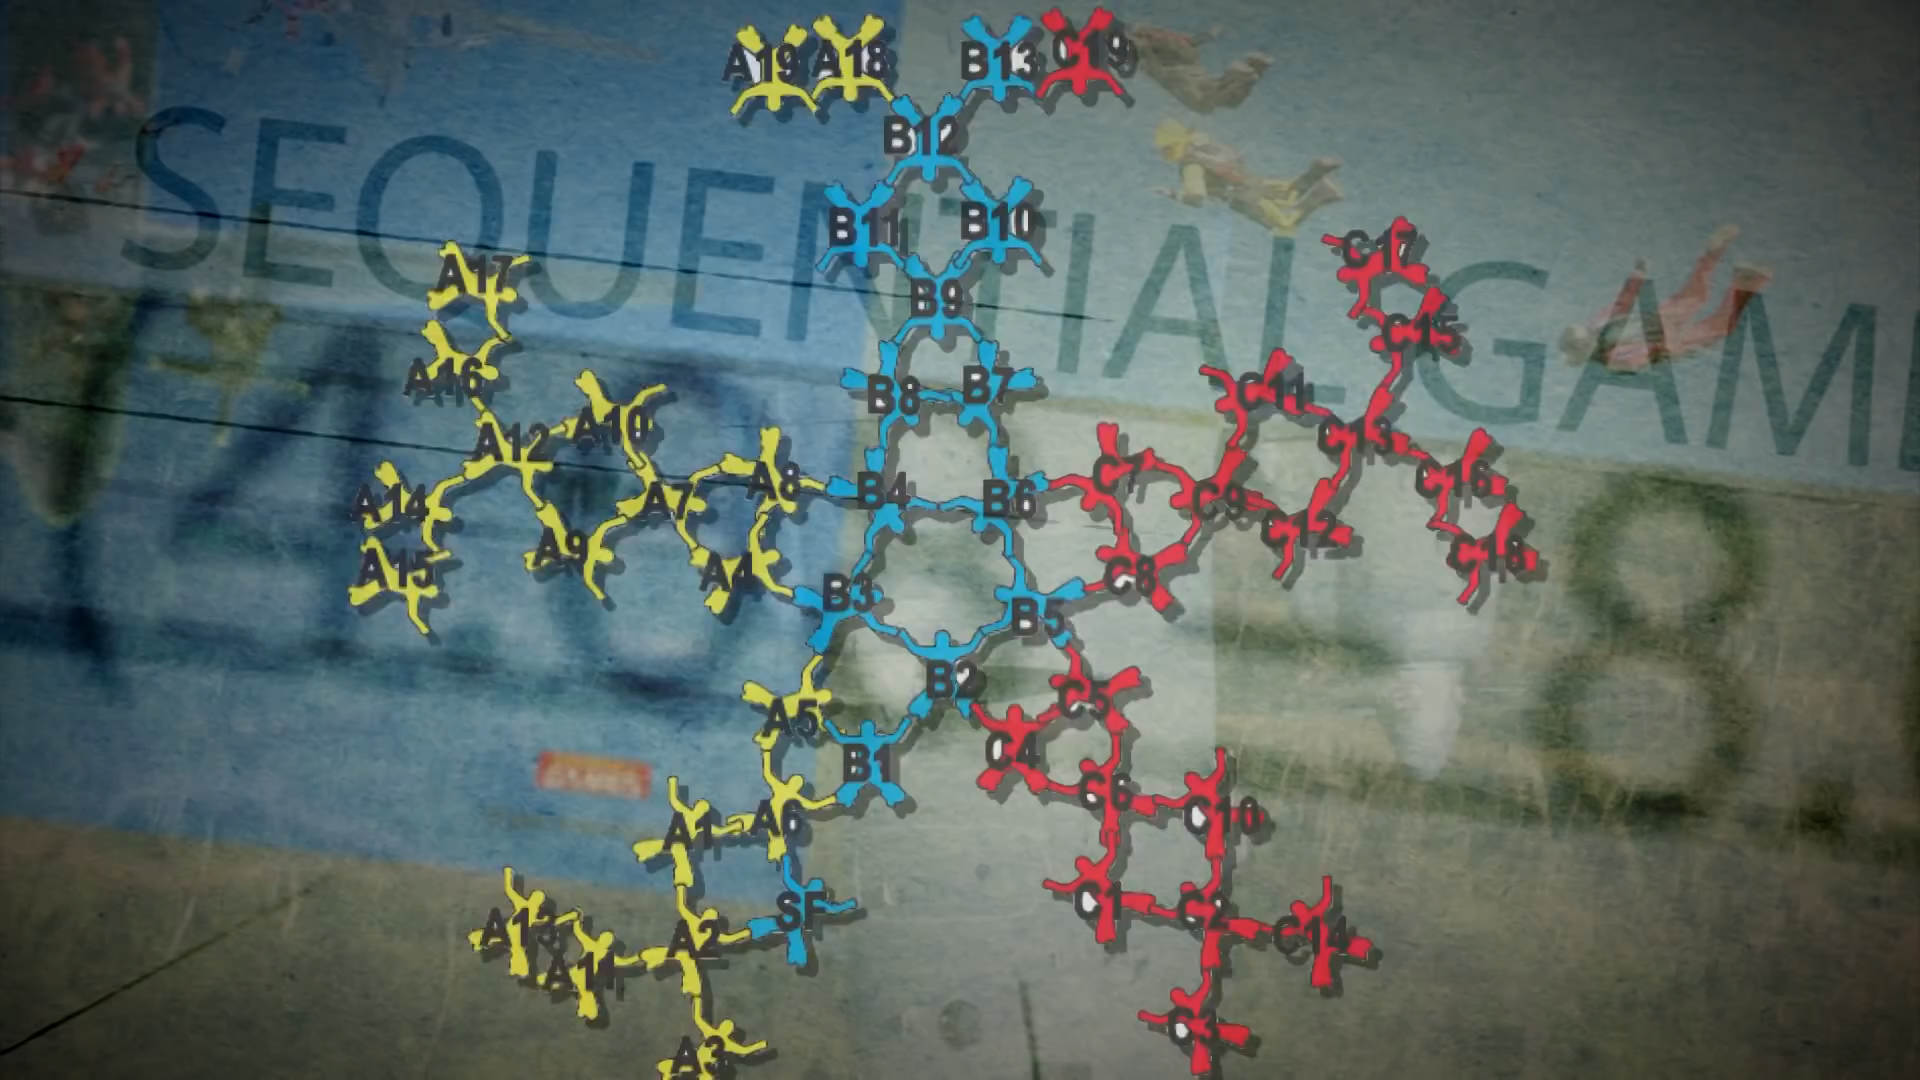 A19 A18 B13 C19
B12
SEQUENTIAL GAM
B11 B10
A17 B9 C17
C15
A16 B8 B7 C11
A12 A10 C13
A14 A7 A8 B4 B6 C7 C9 C16
A15 A9 A4 B3 B5 C8 C12 C18
A5 B2 C5
B1 C4
GAMES
A1 A6 C6 C10
A13 A2 SF C1 C2 C14
A11
A3 C3